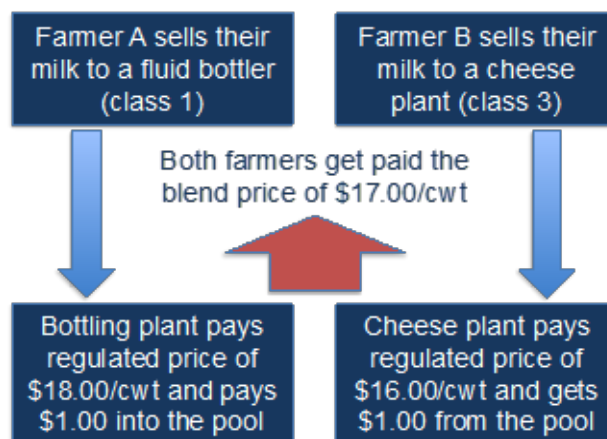 Farmer A sells their
milk to a fluid bottler
(class 1)
Farmer B sells their
milk to a cheese
plant (class 3)
Both farmers get paid the
blend price of $17.00/cwt
Bottling plant pays
regulated price of
$18.00/cwt and pays
$1.00 into the pool
Cheese plant pays
regulated price of
$16.00/cwt and gets
$1.00 from the pool